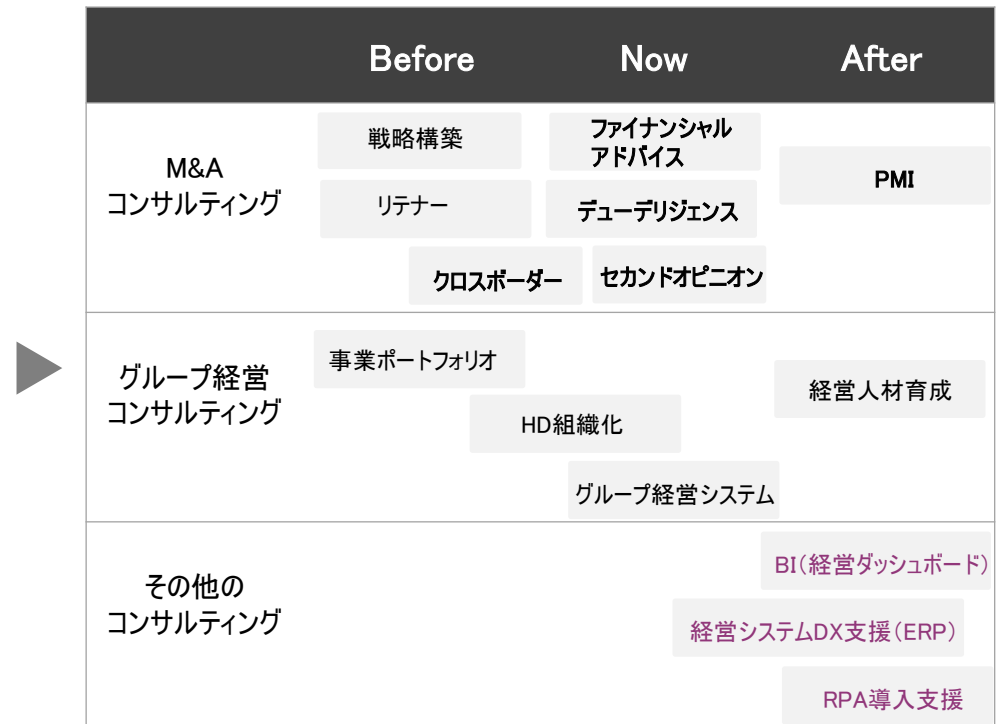 Before Now After
M&A
コンサルティング
戦略構築
ファイナンシャル
アドバイス
PMI
リテナー
デューデリジェンス
クロスボーダー
セカンドオピニオン
グループ経営
コンサルティング
事業ポートフォリオ
経営人材育成
HD組織化
グループ経営システム
その他の
コンサルティング
BI（経営ダッシュボード）
経営システムDX支援（ERP）
RPA導入支援